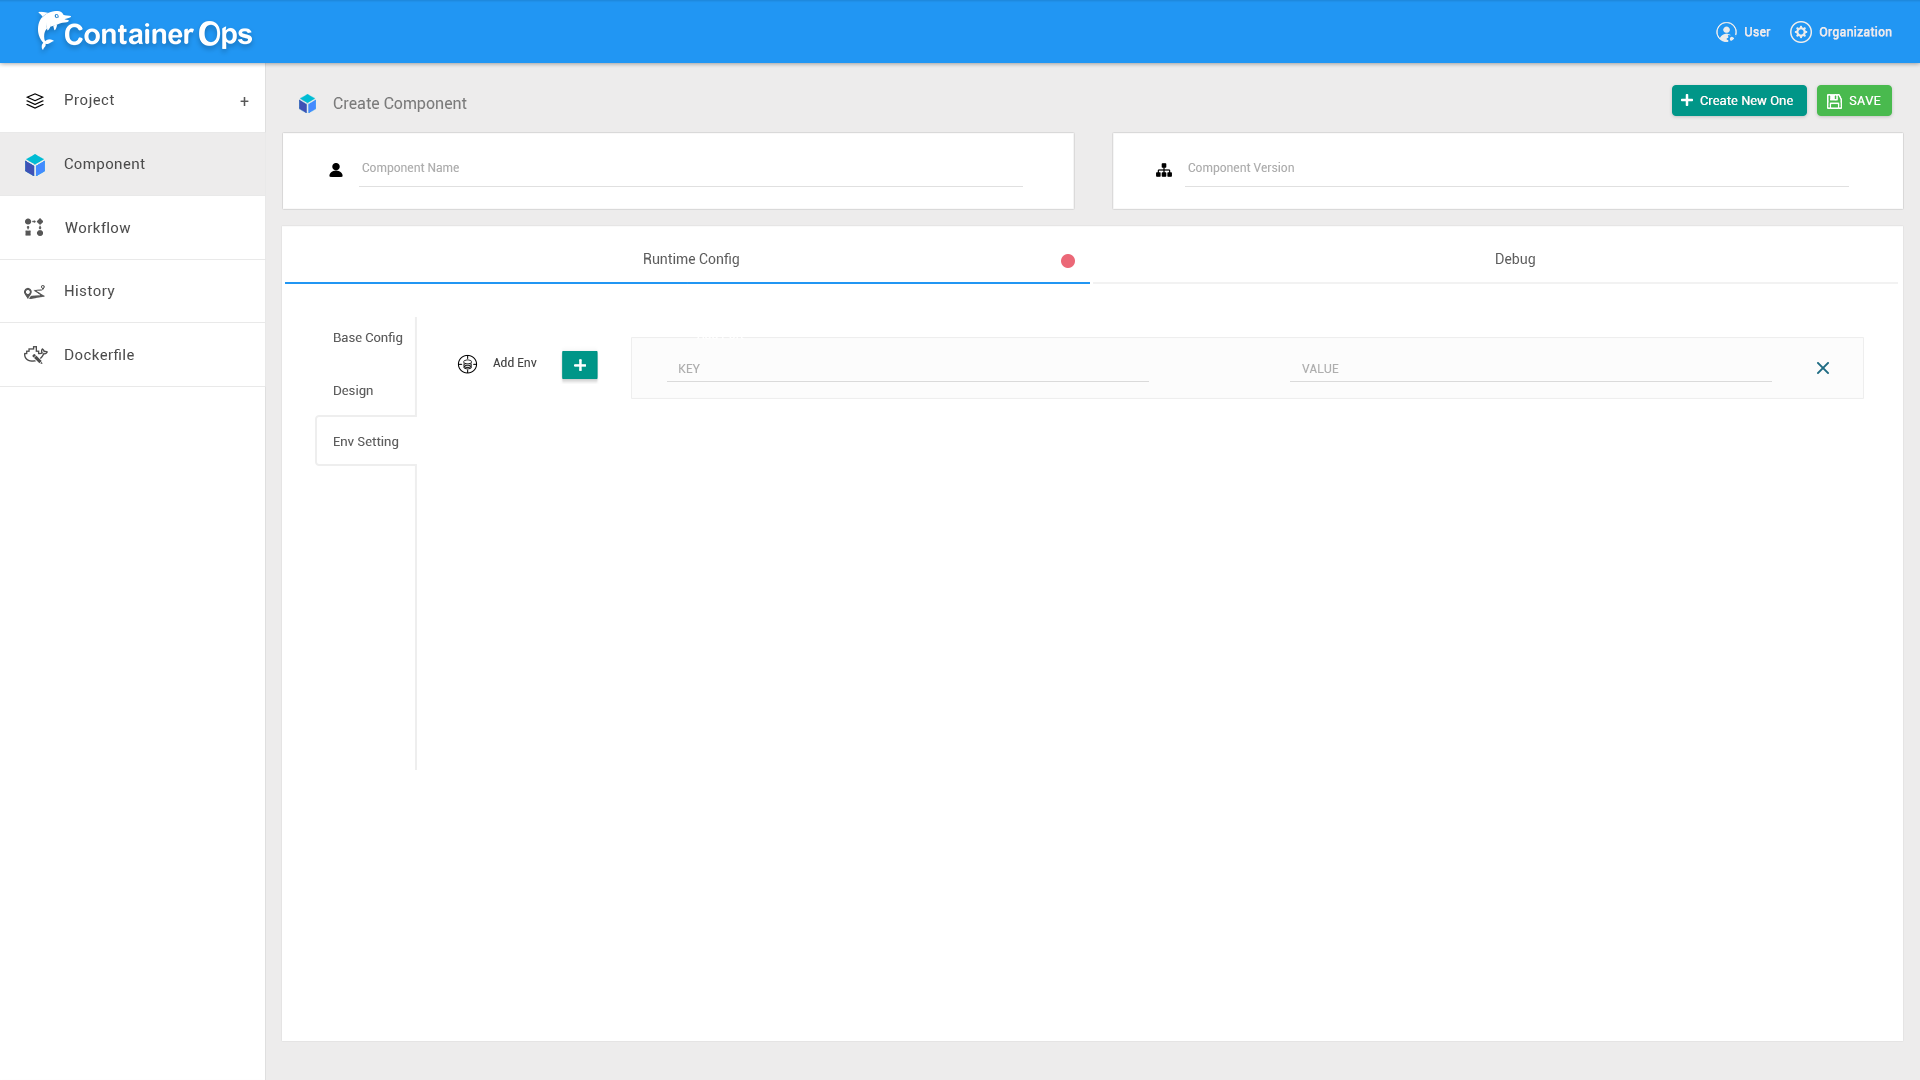 Container Ops
User
Organization
Project
+
Component
Workflow
History
Dockerfile
Create Component
Create New One
SAVE
Component Name
Component Version
Runtime Config
Debug
Base Config
Design
Env Setting
Add Env
KEY
VALUE